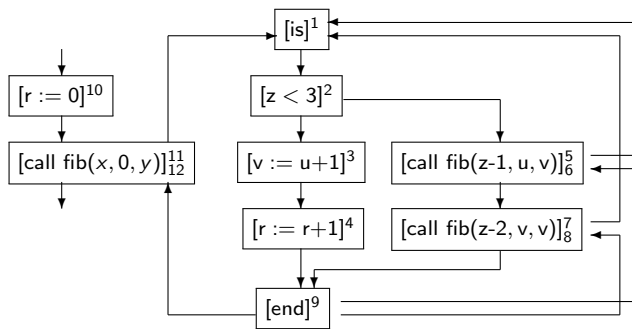 [is]¹
[r := 0]¹⁰
[z < 3]²
[call fib(x, 0, y)]¹¹₁₂
[v := u+1]³
[call fib(z-1, u, v)]⁵₆
[r := r+1]⁴
[call fib(z-2, v, v)]⁷₈
[end]⁹